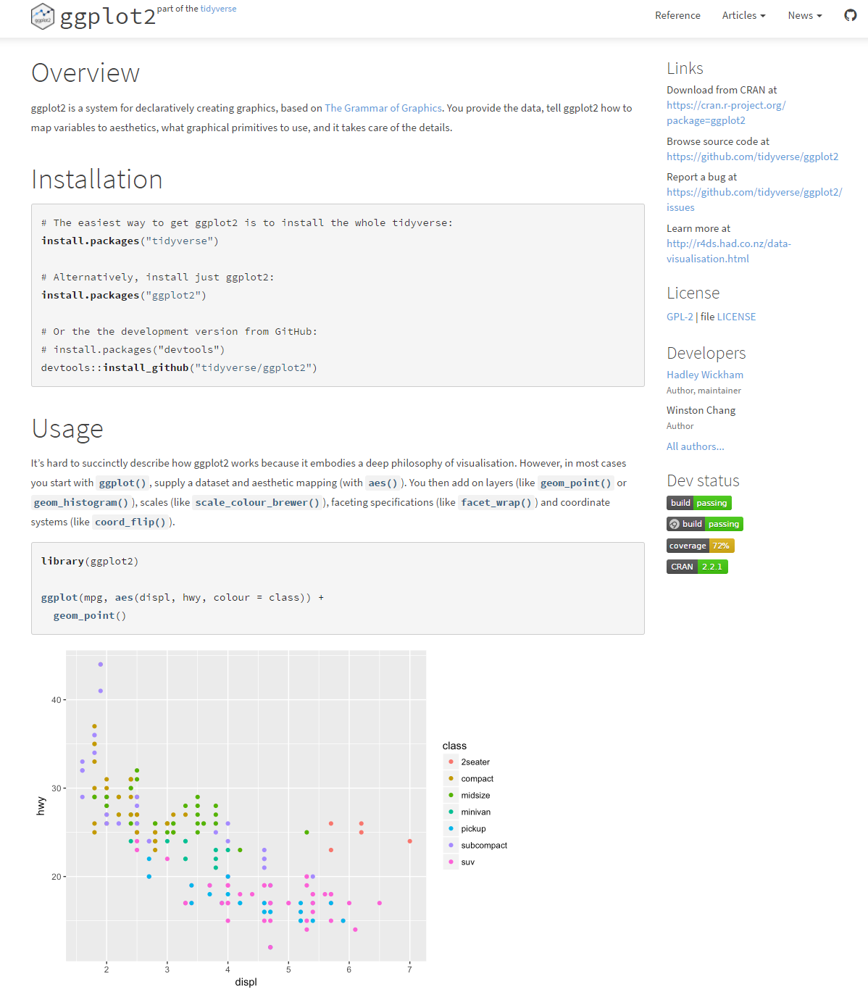 ggplot2
ggplot2 part of the tidyverse
Reference Articles News
Overview
ggplot2 is a system for declaratively creating graphics, based on The Grammar of Graphics. You provide the data, tell ggplot2 how to
map variables to aesthetics, what graphical primitives to use, and it takes care of the details.
Installation
# The easiest way to get ggplot2 is to install the whole tidyverse:
install.packages("tidyverse")
# Alternatively, install just ggplot2:
install.packages("ggplot2")
# Or the the development version from GitHub:
# install.packages("devtools")
devtools::install_github("tidyverse/ggplot2")
Usage
It's hard to succinctly describe how ggplot2 works because it embodies a deep philosophy of visualisation. However, in most cases
you start with ggplot(), supply a dataset and aesthetic mapping (with aes()). You then add on layers (like geom_point() or
geom_histogram()), scales (like scale_colour_brewer()), faceting specifications (like facet_wrap()) and coordinate
systems (like coord_flip()).
library(ggplot2)
ggplot(mpg, aes(displ, hwy, colour = class)) +
  geom_point()
40
30
20
hwy
2 3 4 5 6 7
displ
class
2seater
compact
midsize
minivan
pickup
subcompact
suv
Links
Download from CRAN at
https://cran.r-project.org/
package=ggplot2
Browse source code at
https://github.com/tidyverse/ggplot2
Report a bug at
https://github.com/tidyverse/ggplot2/
issues
Learn more at
http://r4ds.had.co.nz/data-
visualisation.html
License
GPL-2 | file LICENSE
Developers
Hadley Wickham
Author, maintainer
Winston Chang
Author
All authors...
Dev status
build passing
build passing
coverage 72%
CRAN 2.2.1